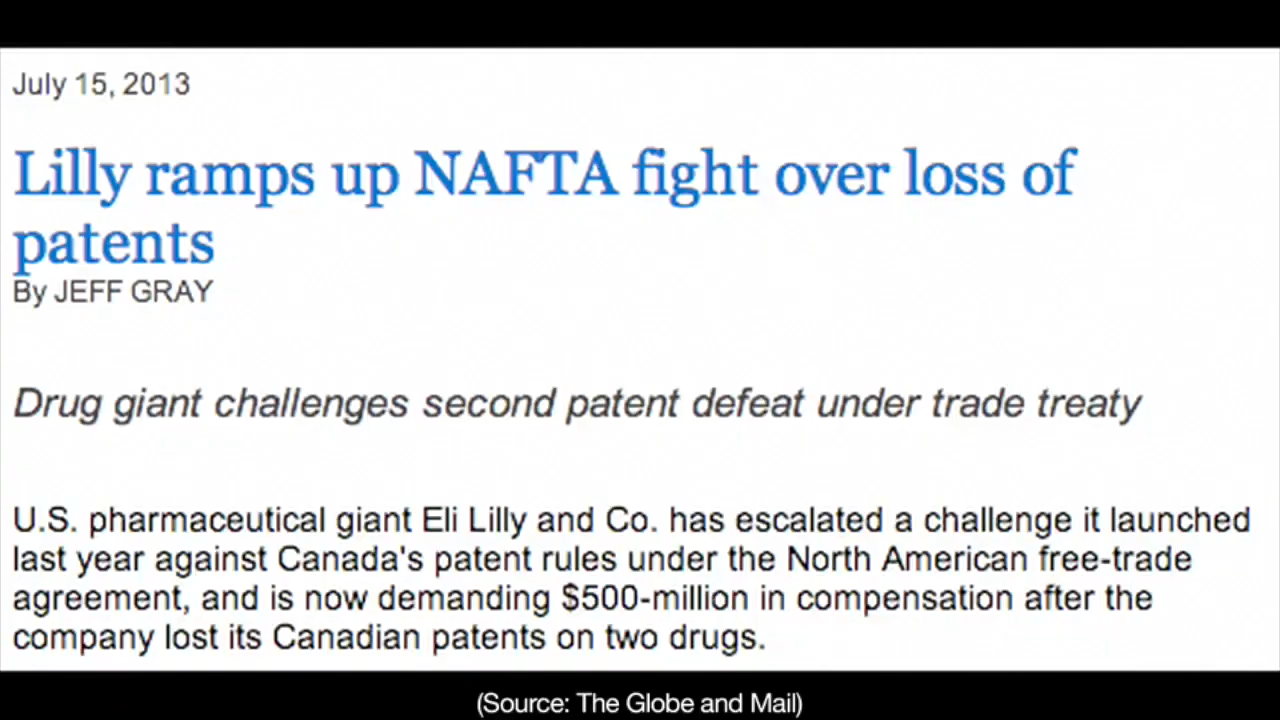 July 15, 2013
Lilly ramps up NAFTA fight over loss of
patents
By JEFF GRAY
Drug giant challenges second patent defeat under trade treaty
U.S. pharmaceutical giant Eli Lilly and Co. has escalated a challenge it launched
last year against Canada's patent rules under the North American free-trade
agreement, and is now demanding $500-million in compensation after the
company lost its Canadian patents on two drugs.
(Source: The Globe and Mail)